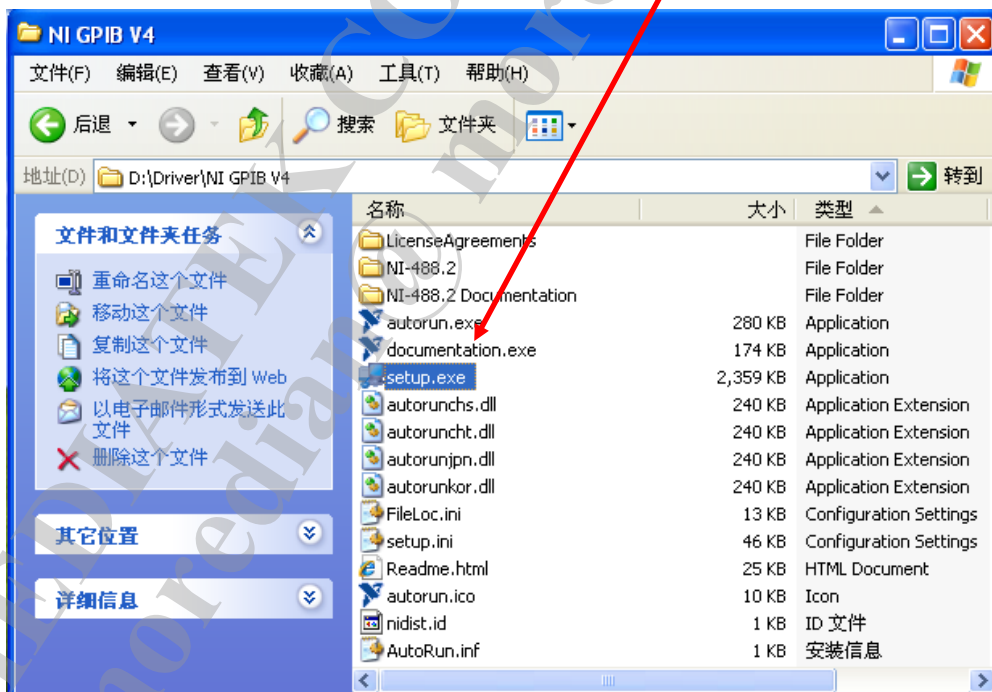 NI GPIB V4
文件(F) 编辑(E) 查看(V) 收藏(A) 工具(T) 帮助(H)
后退 搜索 文件夹
地址(D) D:\Driver\NI GPIB V4 转到
文件和文件夹任务
重命名这个文件
移动这个文件
复制这个文件
将这个文件发布到 Web
以电子邮件形式发送此
文件
删除这个文件
其它位置
详细信息
名称 大小 类型
LicenseAgreements File Folder
NI-488.2 File Folder
NI-488.2 Documentation File Folder
autorun.exe 280 KB Application
documentation.exe 174 KB Application
setup.exe 2,359 KB Application
autorunchs.dll 240 KB Application Extension
autoruncht.dll 240 KB Application Extension
autorunjpn.dll 240 KB Application Extension
autorunkor.dll 240 KB Application Extension
FileLoc.ini 13 KB Configuration Settings
setup.ini 46 KB Configuration Settings
Readme.html 25 KB HTML Document
autorun.ico 10 KB Icon
nidist.id 1 KB ID 文件
AutoRun.inf 1 KB 安装信息